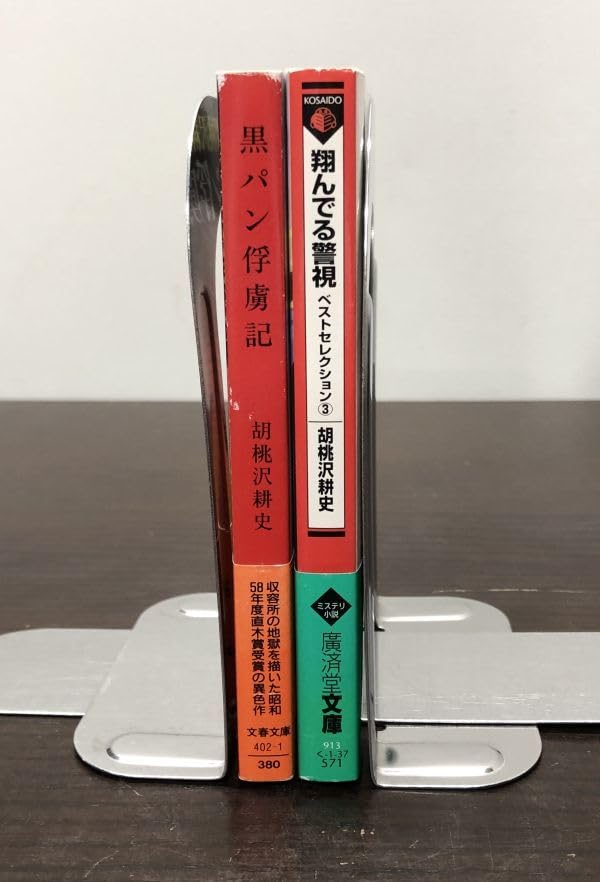 黒パン俘虜記
胡桃沢耕史
収容所の地獄を描いた昭和
58年度直木賞受賞の異色作
文春文庫
402-1
380
KOSAIDO
翔んでる警視
ベストセレクション③
胡桃沢耕史
ミステリ
小説
廣済堂文庫
913
く-1-37
571